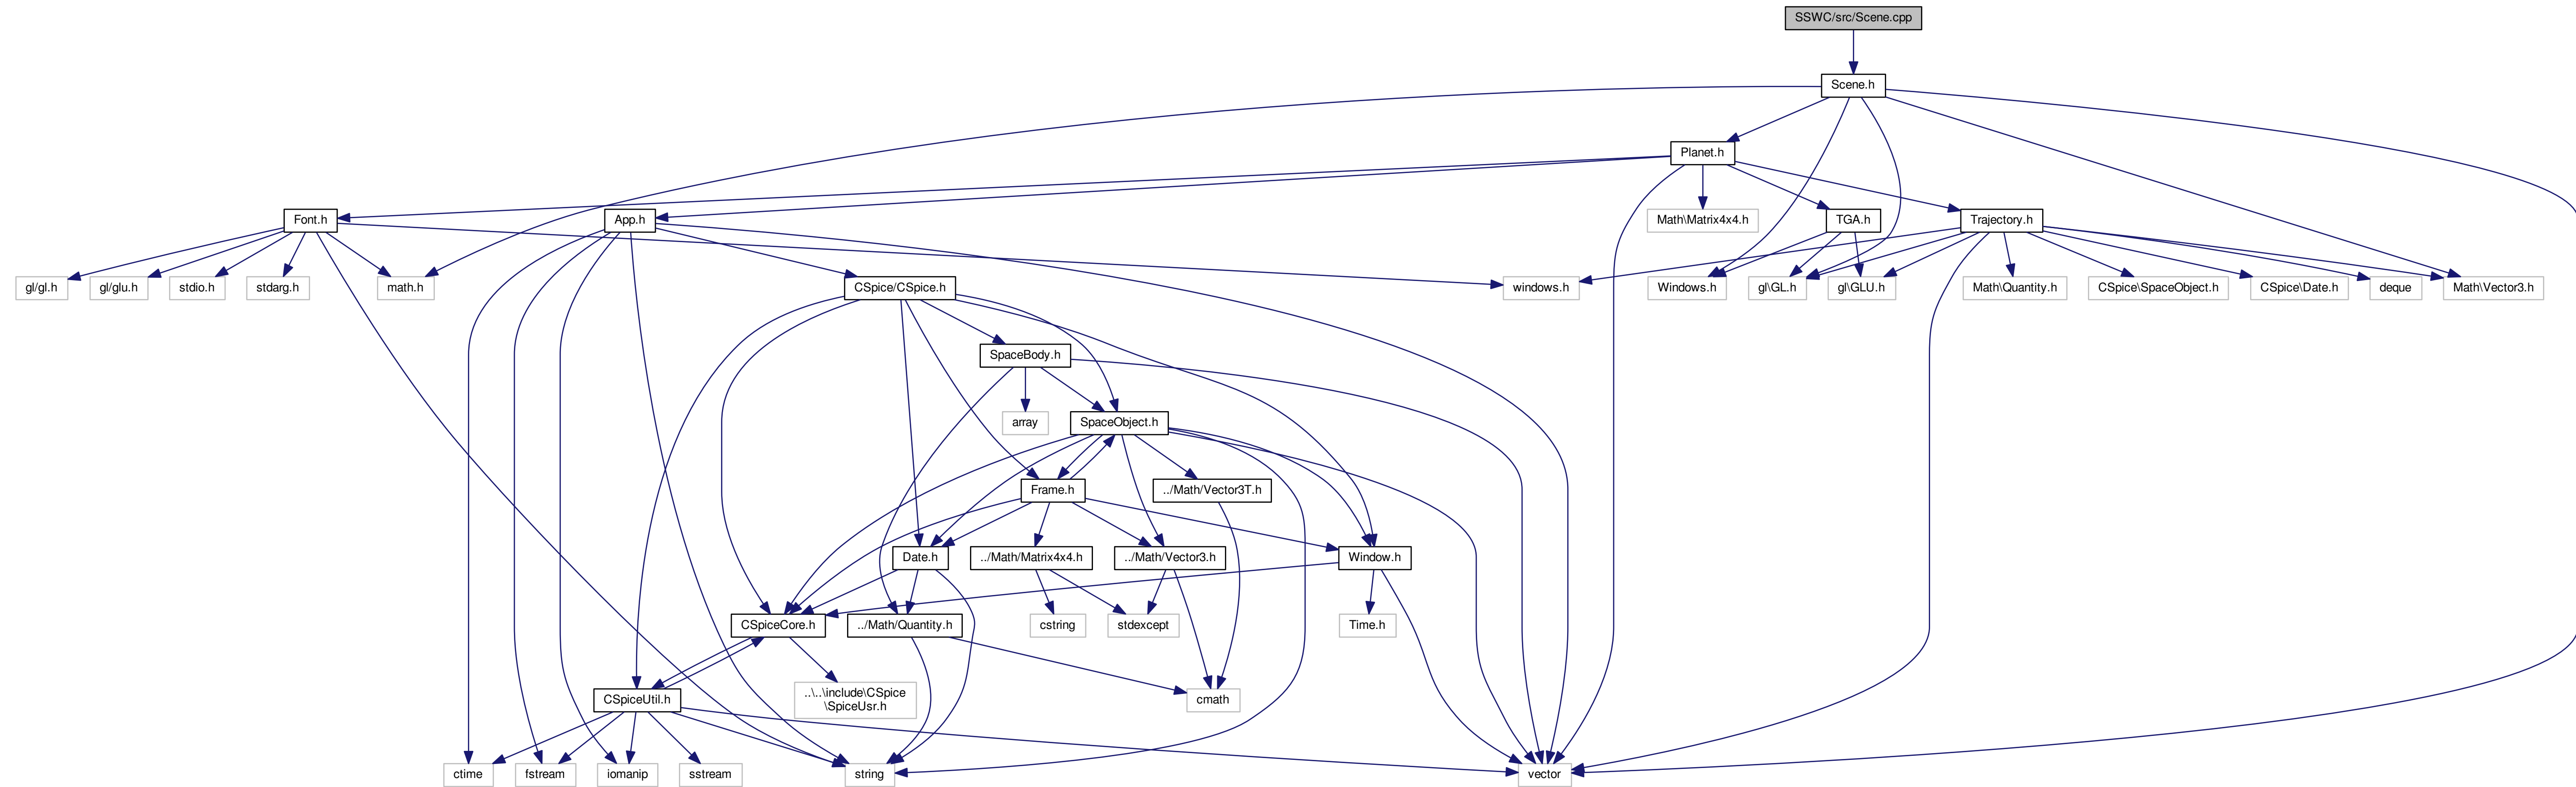 SSWC/src/Scene.cpp
Scene.h
Planet.h
Font.h
App.h
Math\Matrix4x4.h
TGA.h
Trajectory.h
gl/gl.h
gl/glu.h
stdio.h
stdarg.h
math.h
CSpice/CSpice.h
windows.h
Windows.h
gl\GL.h
gl\GLU.h
Math\Quantity.h
CSpice\SpaceObject.h
CSpice\Date.h
deque
Math\Vector3.h
SpaceBody.h
array
SpaceObject.h
Frame.h
../Math/Vector3T.h
Date.h
../Math/Matrix4x4.h
../Math/Vector3.h
Window.h
CSpiceCore.h
../Math/Quantity.h
cstring
stdexcept
Time.h
CSpiceUtil.h
..\..\include\CSpice
\SpiceUsr.h
cmath
ctime
fstream
iomanip
sstream
string
vector